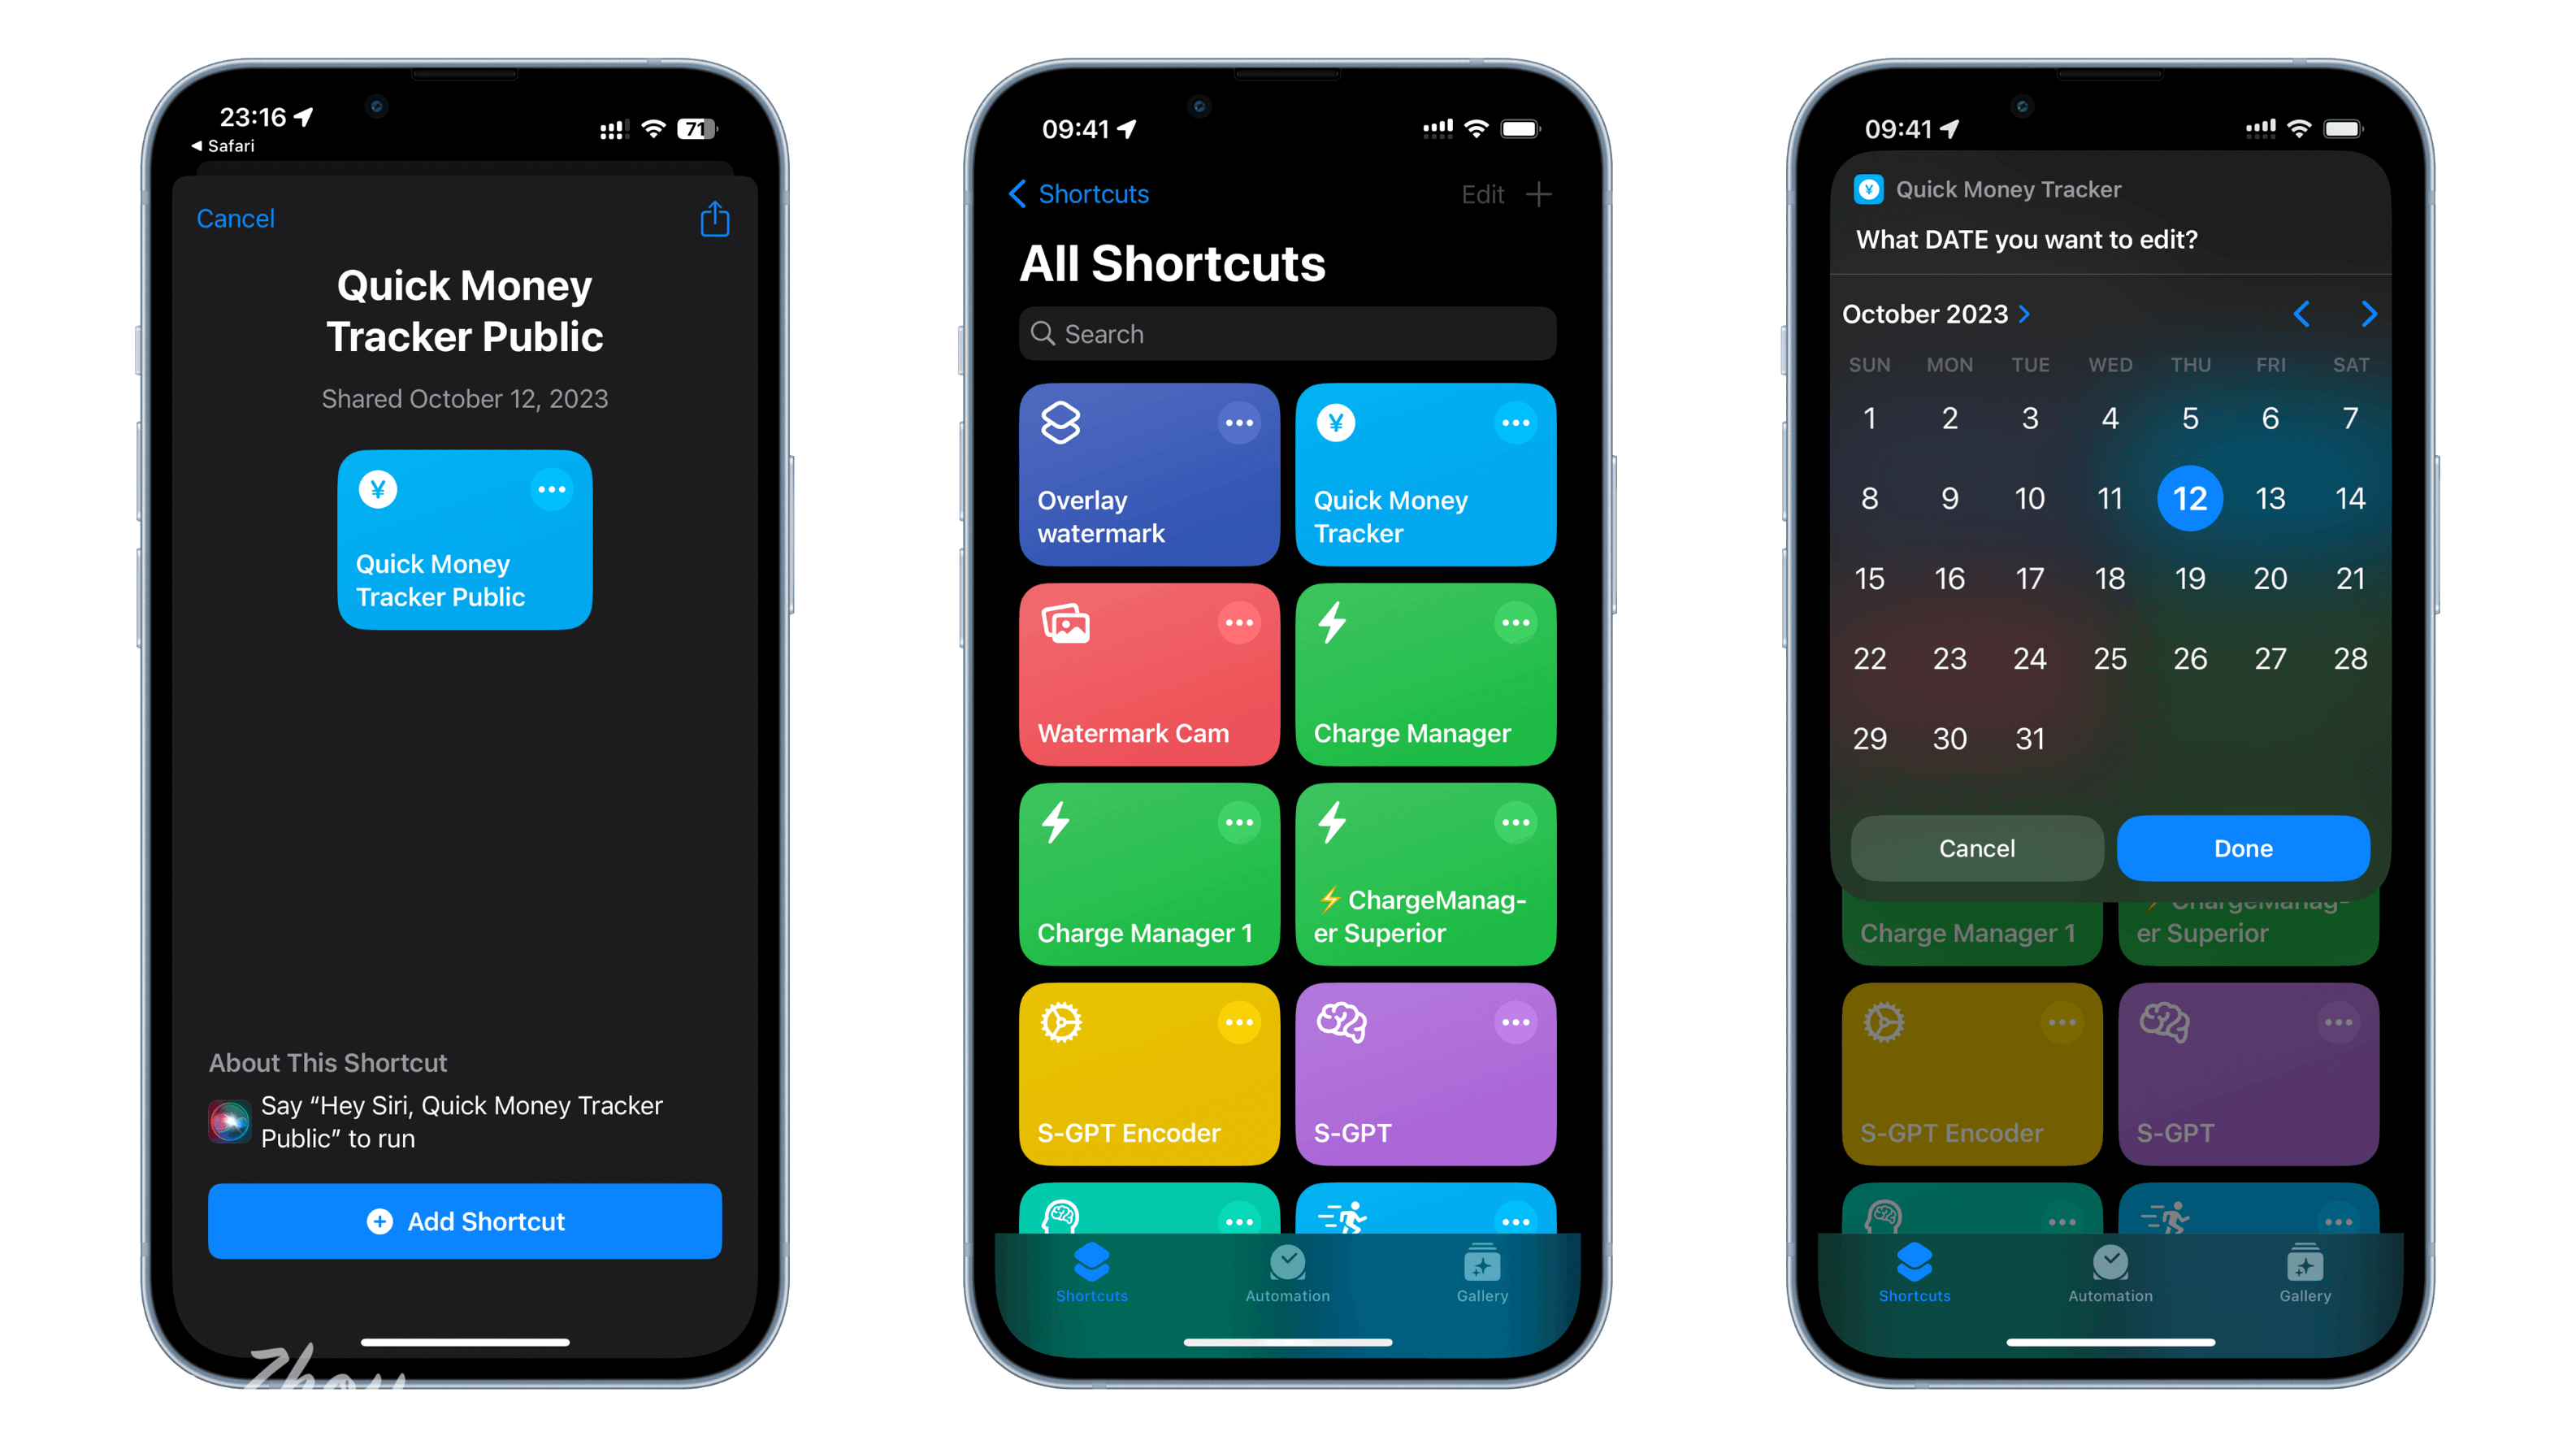 23:16
Safari
71
Cancel
Quick Money
Tracker Public
Shared October 12, 2023
¥
Quick Money
Tracker Public
About This Shortcut
Say “Hey Siri, Quick Money Tracker
Public” to run
Add Shortcut
Zhou
09:41
Shortcuts
Edit
All Shortcuts
Search
Overlay
watermark
¥
Quick Money
Tracker
Watermark Cam
Charge Manager
Charge Manager 1
⚡ ChargeManag-
er Superior
S-GPT Encoder
S-GPT
Shortcuts
Automation
Gallery
09:41
¥ Quick Money Tracker
What DATE you want to edit?
October 2023
SUN MON TUE WED THU FRI SAT
1 2 3 4 5 6 7
8 9 10 11 12 13 14
15 16 17 18 19 20 21
22 23 24 25 26 27 28
29 30 31
Cancel
Done
Charge Manager 1
⚡ ChargeManag-
er Superior
S-GPT Encoder
S-GPT
Shortcuts
Automation
Gallery